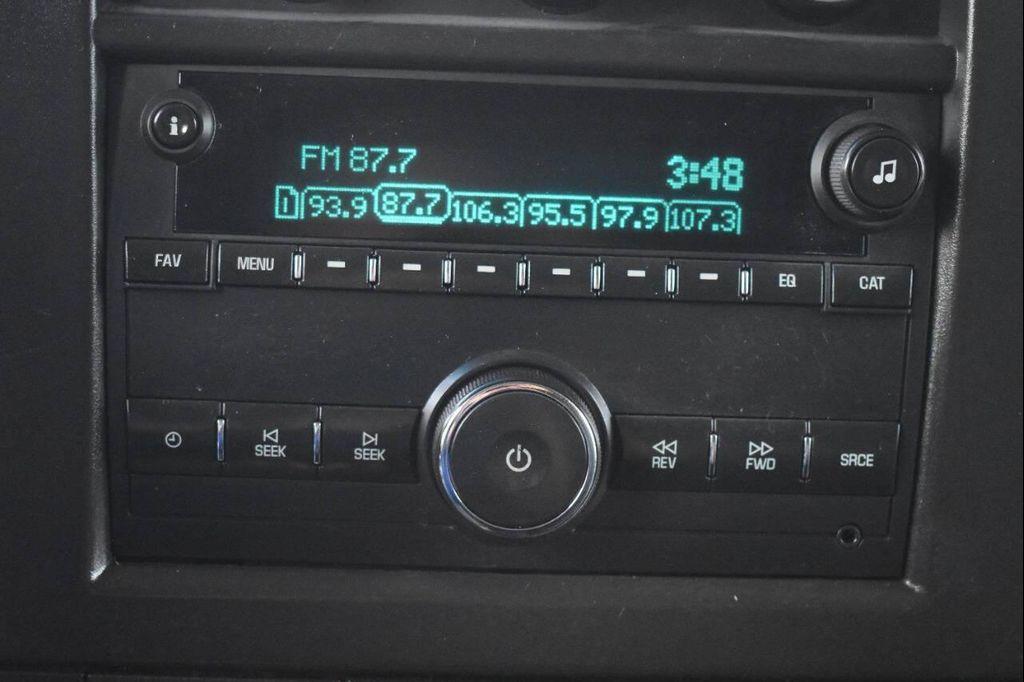 i
FM 87.7 3:48
1 93.9 87.7 106.3 95.5 97.9 107.3
FAV MENU EQ CAT
SEEK SEEK REV FWD SRCE